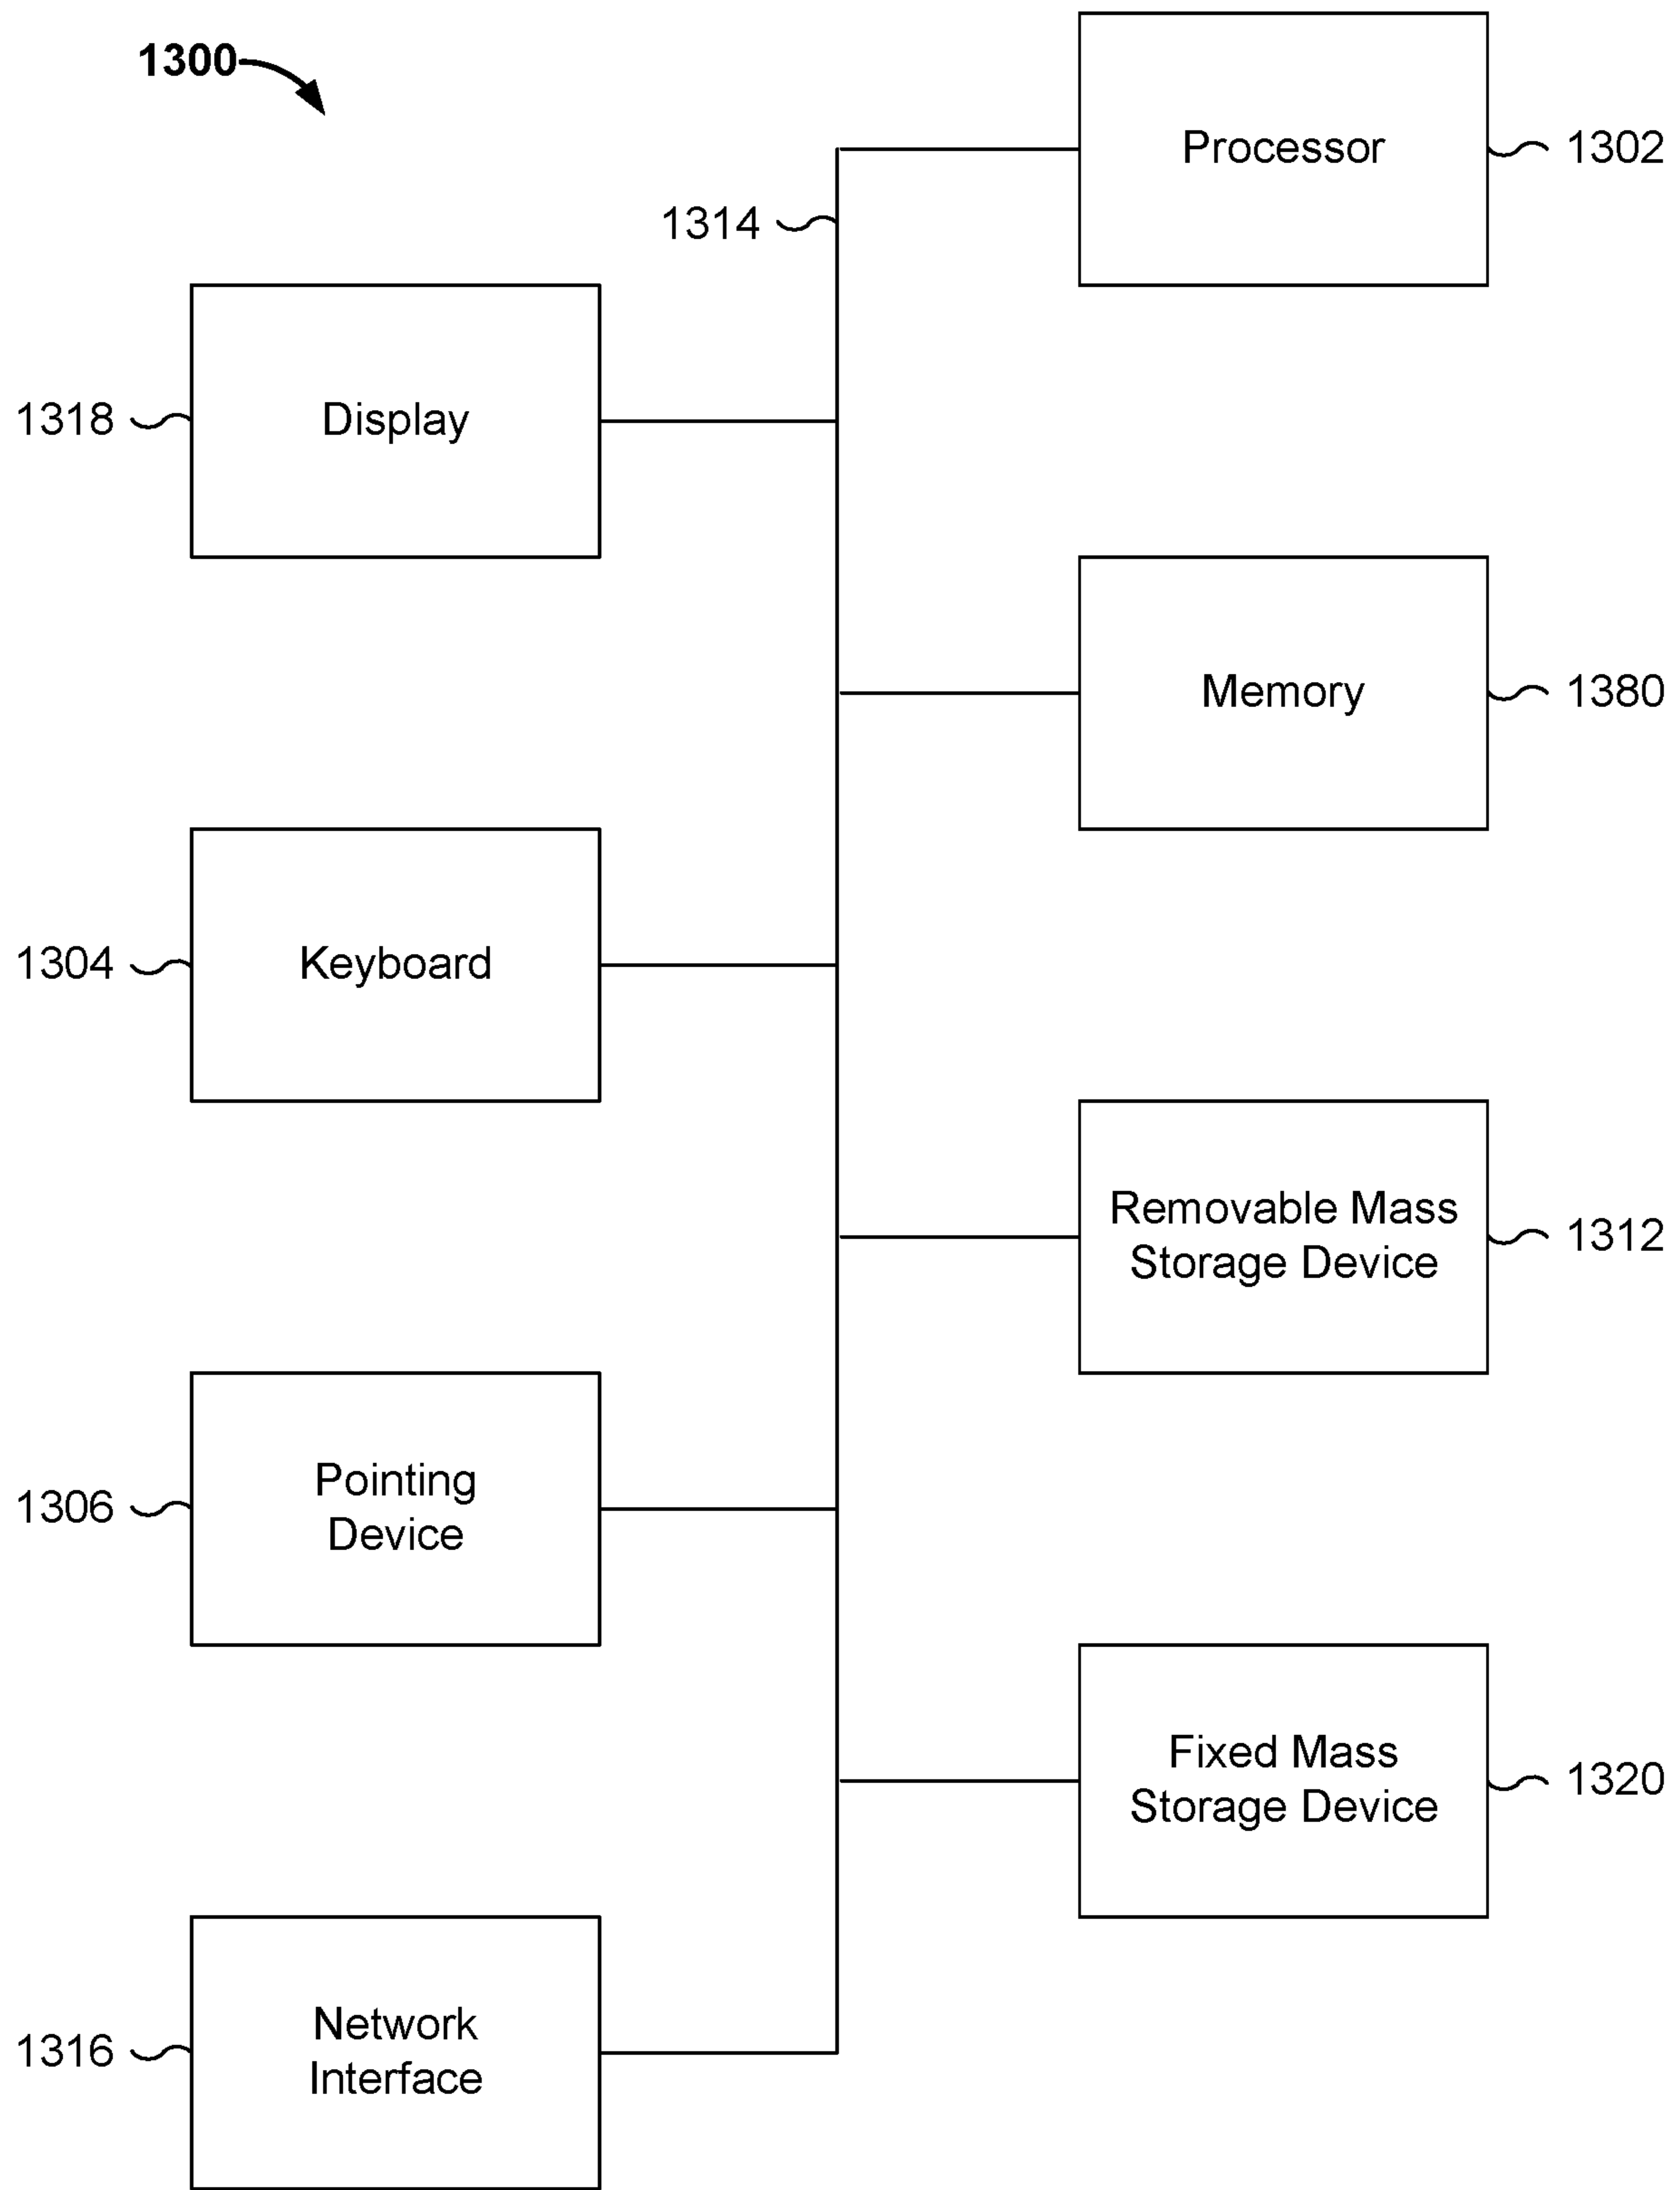 1300
Processor
1302
1314
Display
1318
Memory
1380
Keyboard
1304
Removable Mass
Storage Device
1312
Pointing
Device
1306
Fixed Mass
Storage Device
1320
Network
Interface
1316